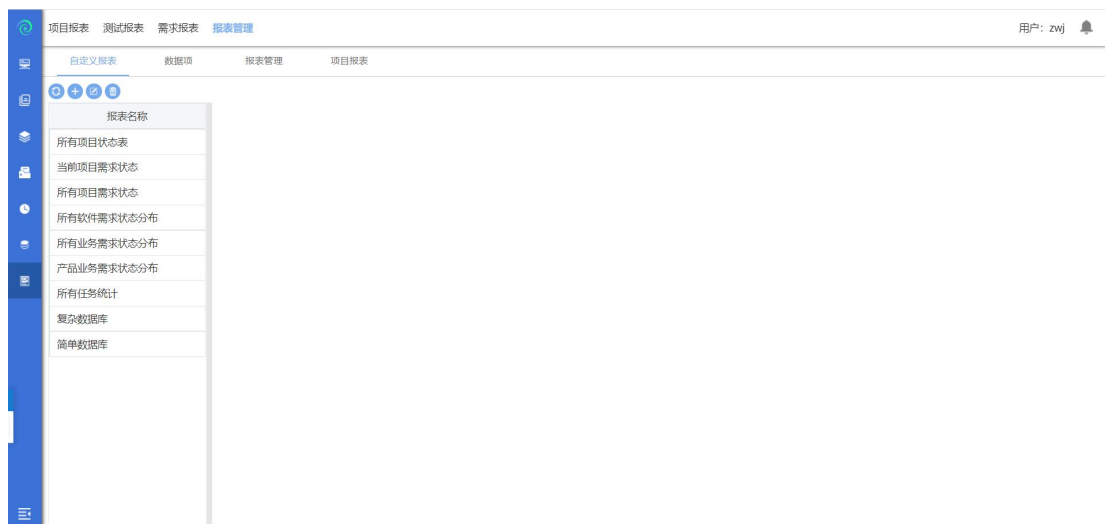 项目报表 测试报表 需求报表 报表管理 用户：zwj
自定义报表 数据项 报表管理 项目报表
报表名称
所有项目状态表
当前项目需求状态
所有项目需求状态
所有软件需求状态分布
所有业务需求状态分布
产品业务需求状态分布
所有任务统计
复杂数据库
简单数据库